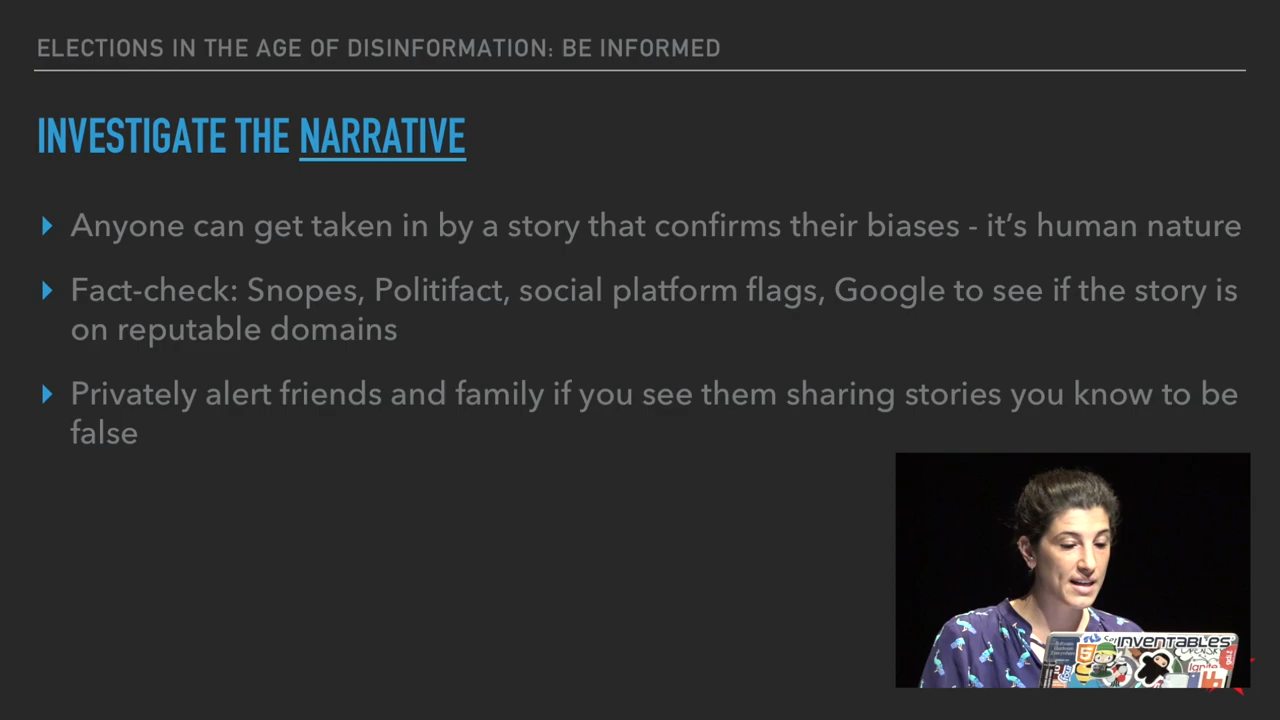 ELECTIONS IN THE AGE OF DISINFORMATION: BE INFORMED
INVESTIGATE THE NARRATIVE
Anyone can get taken in by a story that confirms their biases - it’s human nature
Fact-check: Snopes, Politifact, social platform flags, Google to see if the story is
on reputable domains
Privately alert friends and family if you see them sharing stories you know to be
false
INVENTABLES
Ignite